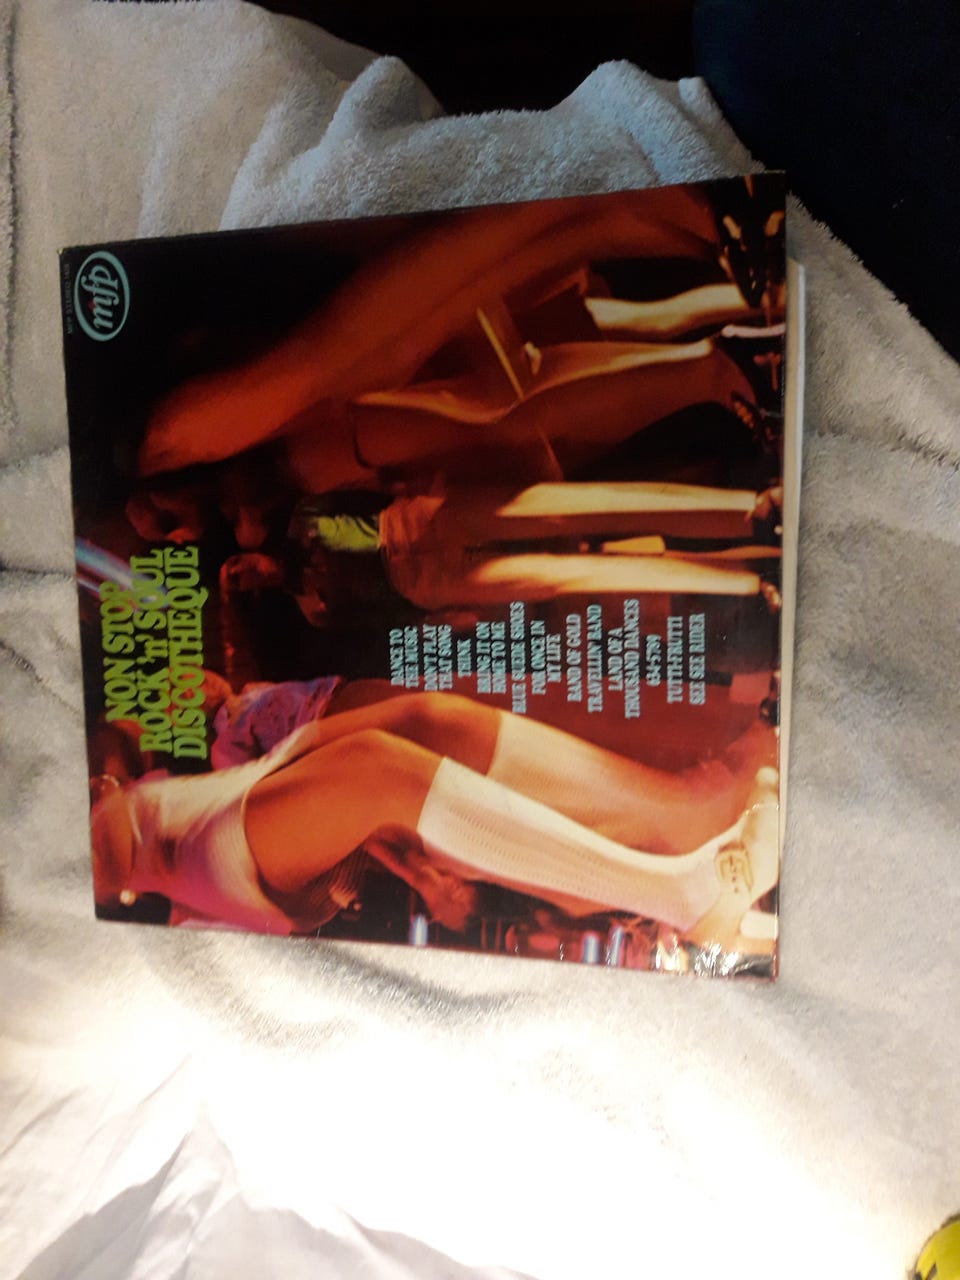 mfp
NON STOP
ROCK 'n' SOUL
DISCOTHEQUE
DANCE TO
THE MUSIC
DON'T PLAY
THAT SONG
THINK
BRING IT ON
HOME TO ME
BLUE SUEDE SHOES
FOR ONCE IN
MY LIFE
BAND OF GOLD
TRAVELLIN' BAND
LAND OF A
THOUSAND DANCES
634-5789
TUTTI-FRUTTI
SEE SEE RIDER